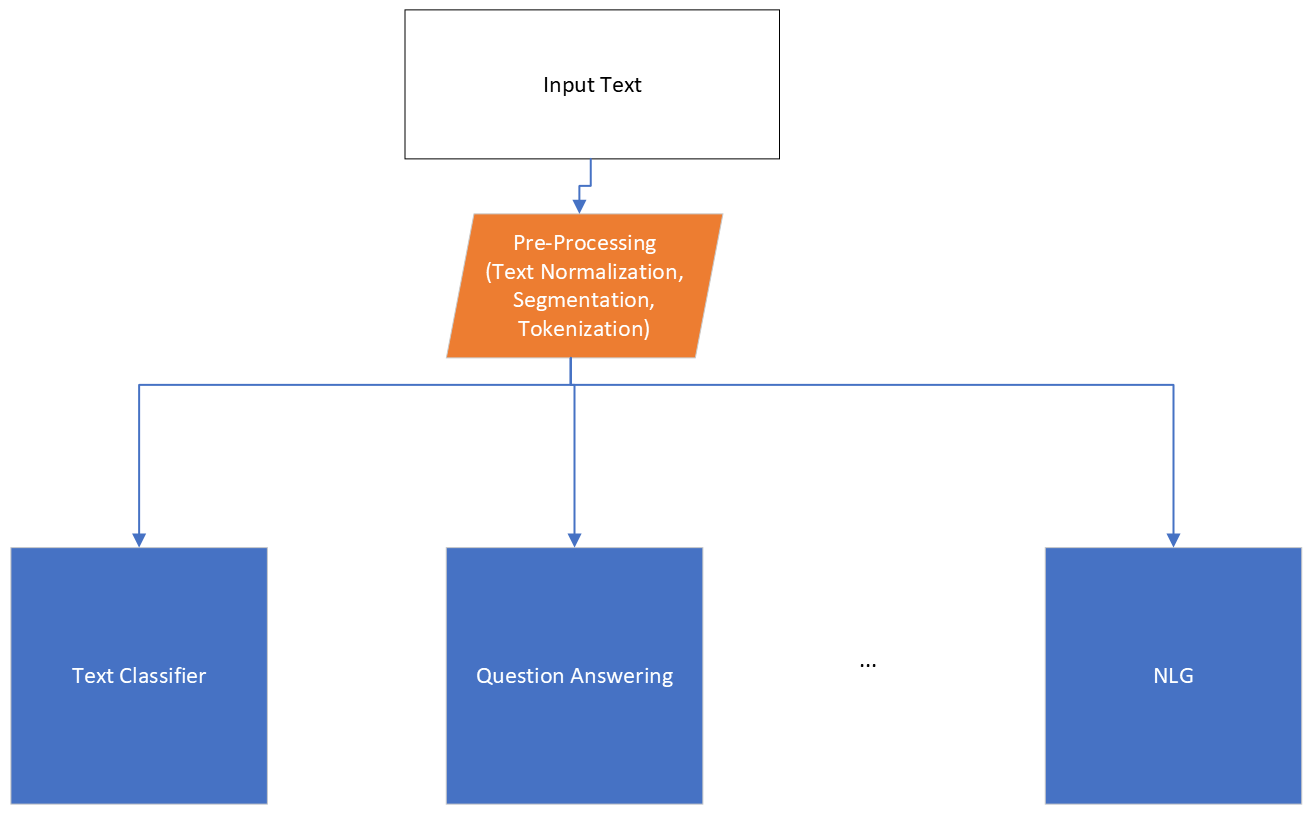 Input Text
Pre-Processing
(Text Normalization,
Segmentation,
Tokenization)
Text Classifier
Question Answering
...
NLG